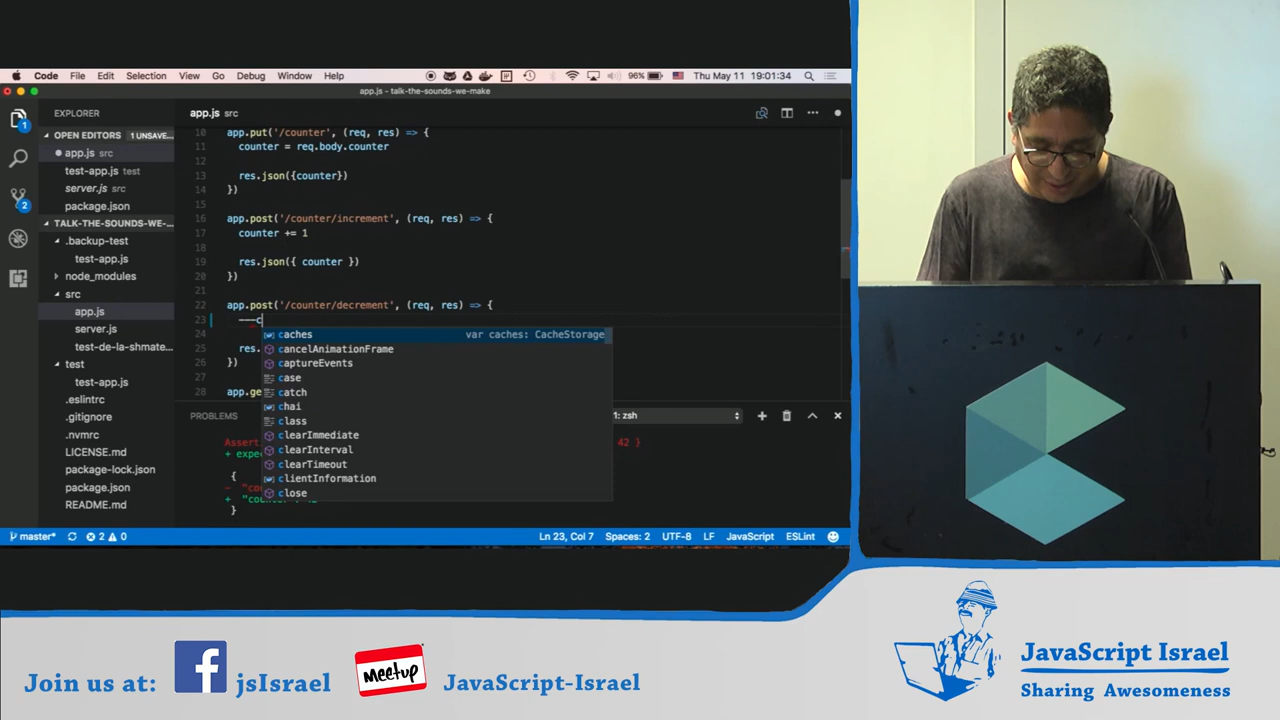 Code File Edit Selection View Go Debug Window Help 96% Thu May 11 19:01:34
app.js - talk-the-sounds-we-make
EXPLORER
OPEN EDITORS 1 UNSAVE...
app.js src
test-app.js test
server.js src
package.json
TALK-THE-SOUNDS-WE-...
.backup-test
test-app.js
node_modules
src
app.js
server.js
test-de-la-shmate...
test
test-app.js
.eslintrc
.gitignore
.nvmrc
LICENSE.md
package-lock.json
package.json
README.md
1
2
app.js src
10 app.put('/counter', (req, res) => {
11 counter = req.body.counter
12
13 res.json({counter})
14 })
15
16 app.post('/counter/increment', (req, res) => {
17 counter += 1
18
19 res.json({ counter })
20 })
21
22 app.post('/counter/decrement', (req, res) => {
23
24
25 res.
26 })
27
28 app.ge
caches var caches: CacheStorage
cancelAnimationFrame
captureEvents
case
catch
chai
class
clearImmediate
clearInterval
clearTimeout
clientInformation
close
PROBLEMS 1: zsh
Assert 42 }
+ expe
{
- "co
+ "counter": 42
}
master* 2 0 Ln 23, Col 7 Spaces: 2 UTF-8 LF JavaScript ESLint
Join us at: f jsIsrael Meetup JavaScript-Israel
JavaScript Israel
Sharing Awesomeness